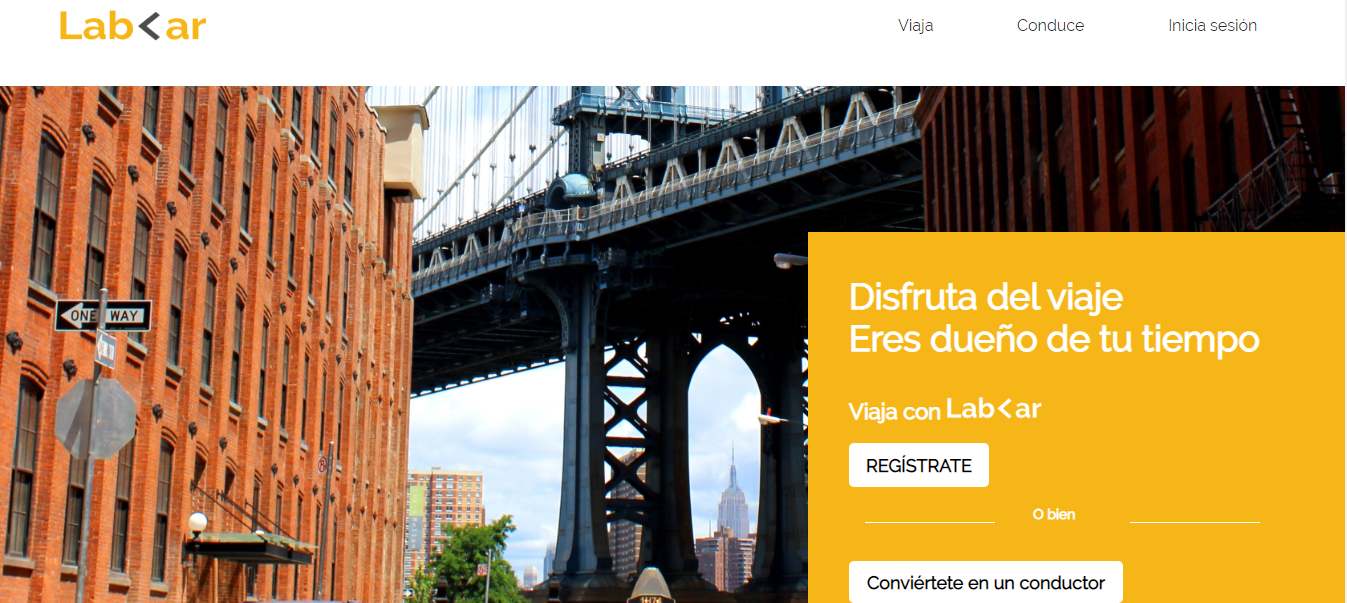 Lab<ar
Viaja
Conduce
Inicia sesión
ONE WAY
Disfruta del viaje
Eres dueño de tu tiempo
Viaja con Lab<ar
REGÍSTRATE
O bien
Conviértete en un conductor